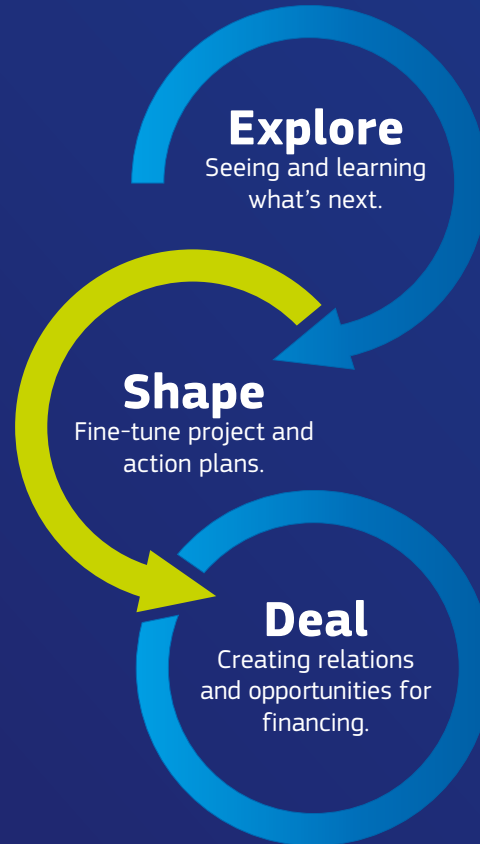 Explore
Seeing and learning
what’s next.
Shape
Fine-tune project and
action plans.
Deal
Creating relations
and opportunities for
financing.